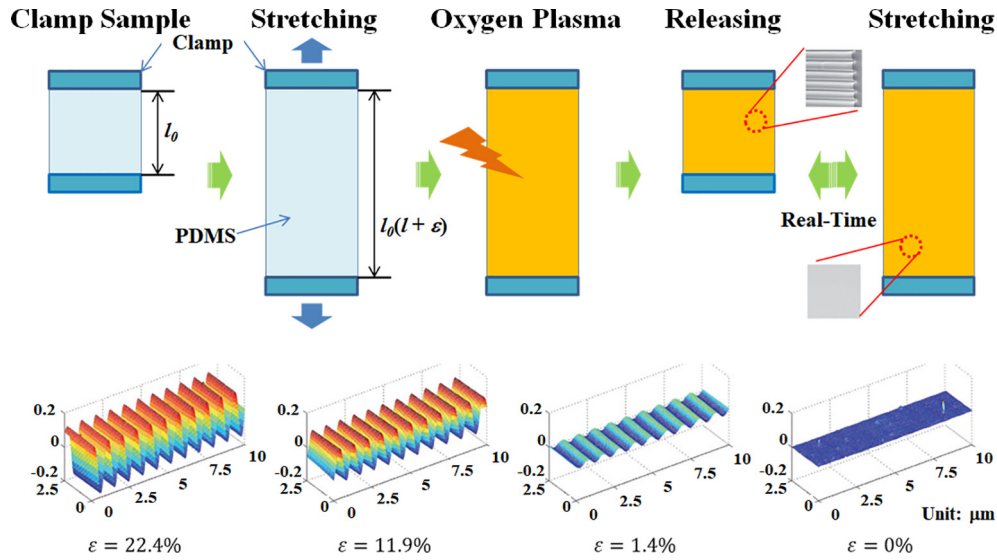 Clamp Sample
Stretching
Oxygen Plasma
Releasing
Stretching
Clamp
l₀
PDMS
l₀(l + ε)
Real-Time
0.2
0
-0.2
2.5
0
0
2.5
5
7.5
10
0.2
0
-0.2
2.5
0
0
2.5
5
7.5
10
0.2
0
-0.2
2.5
0
0
2.5
5
7.5
10
0.2
0
-0.2
2.5
0
0
2.5
5
7.5
10
Unit: μm
ε = 22.4%
ε = 11.9%
ε = 1.4%
ε = 0%